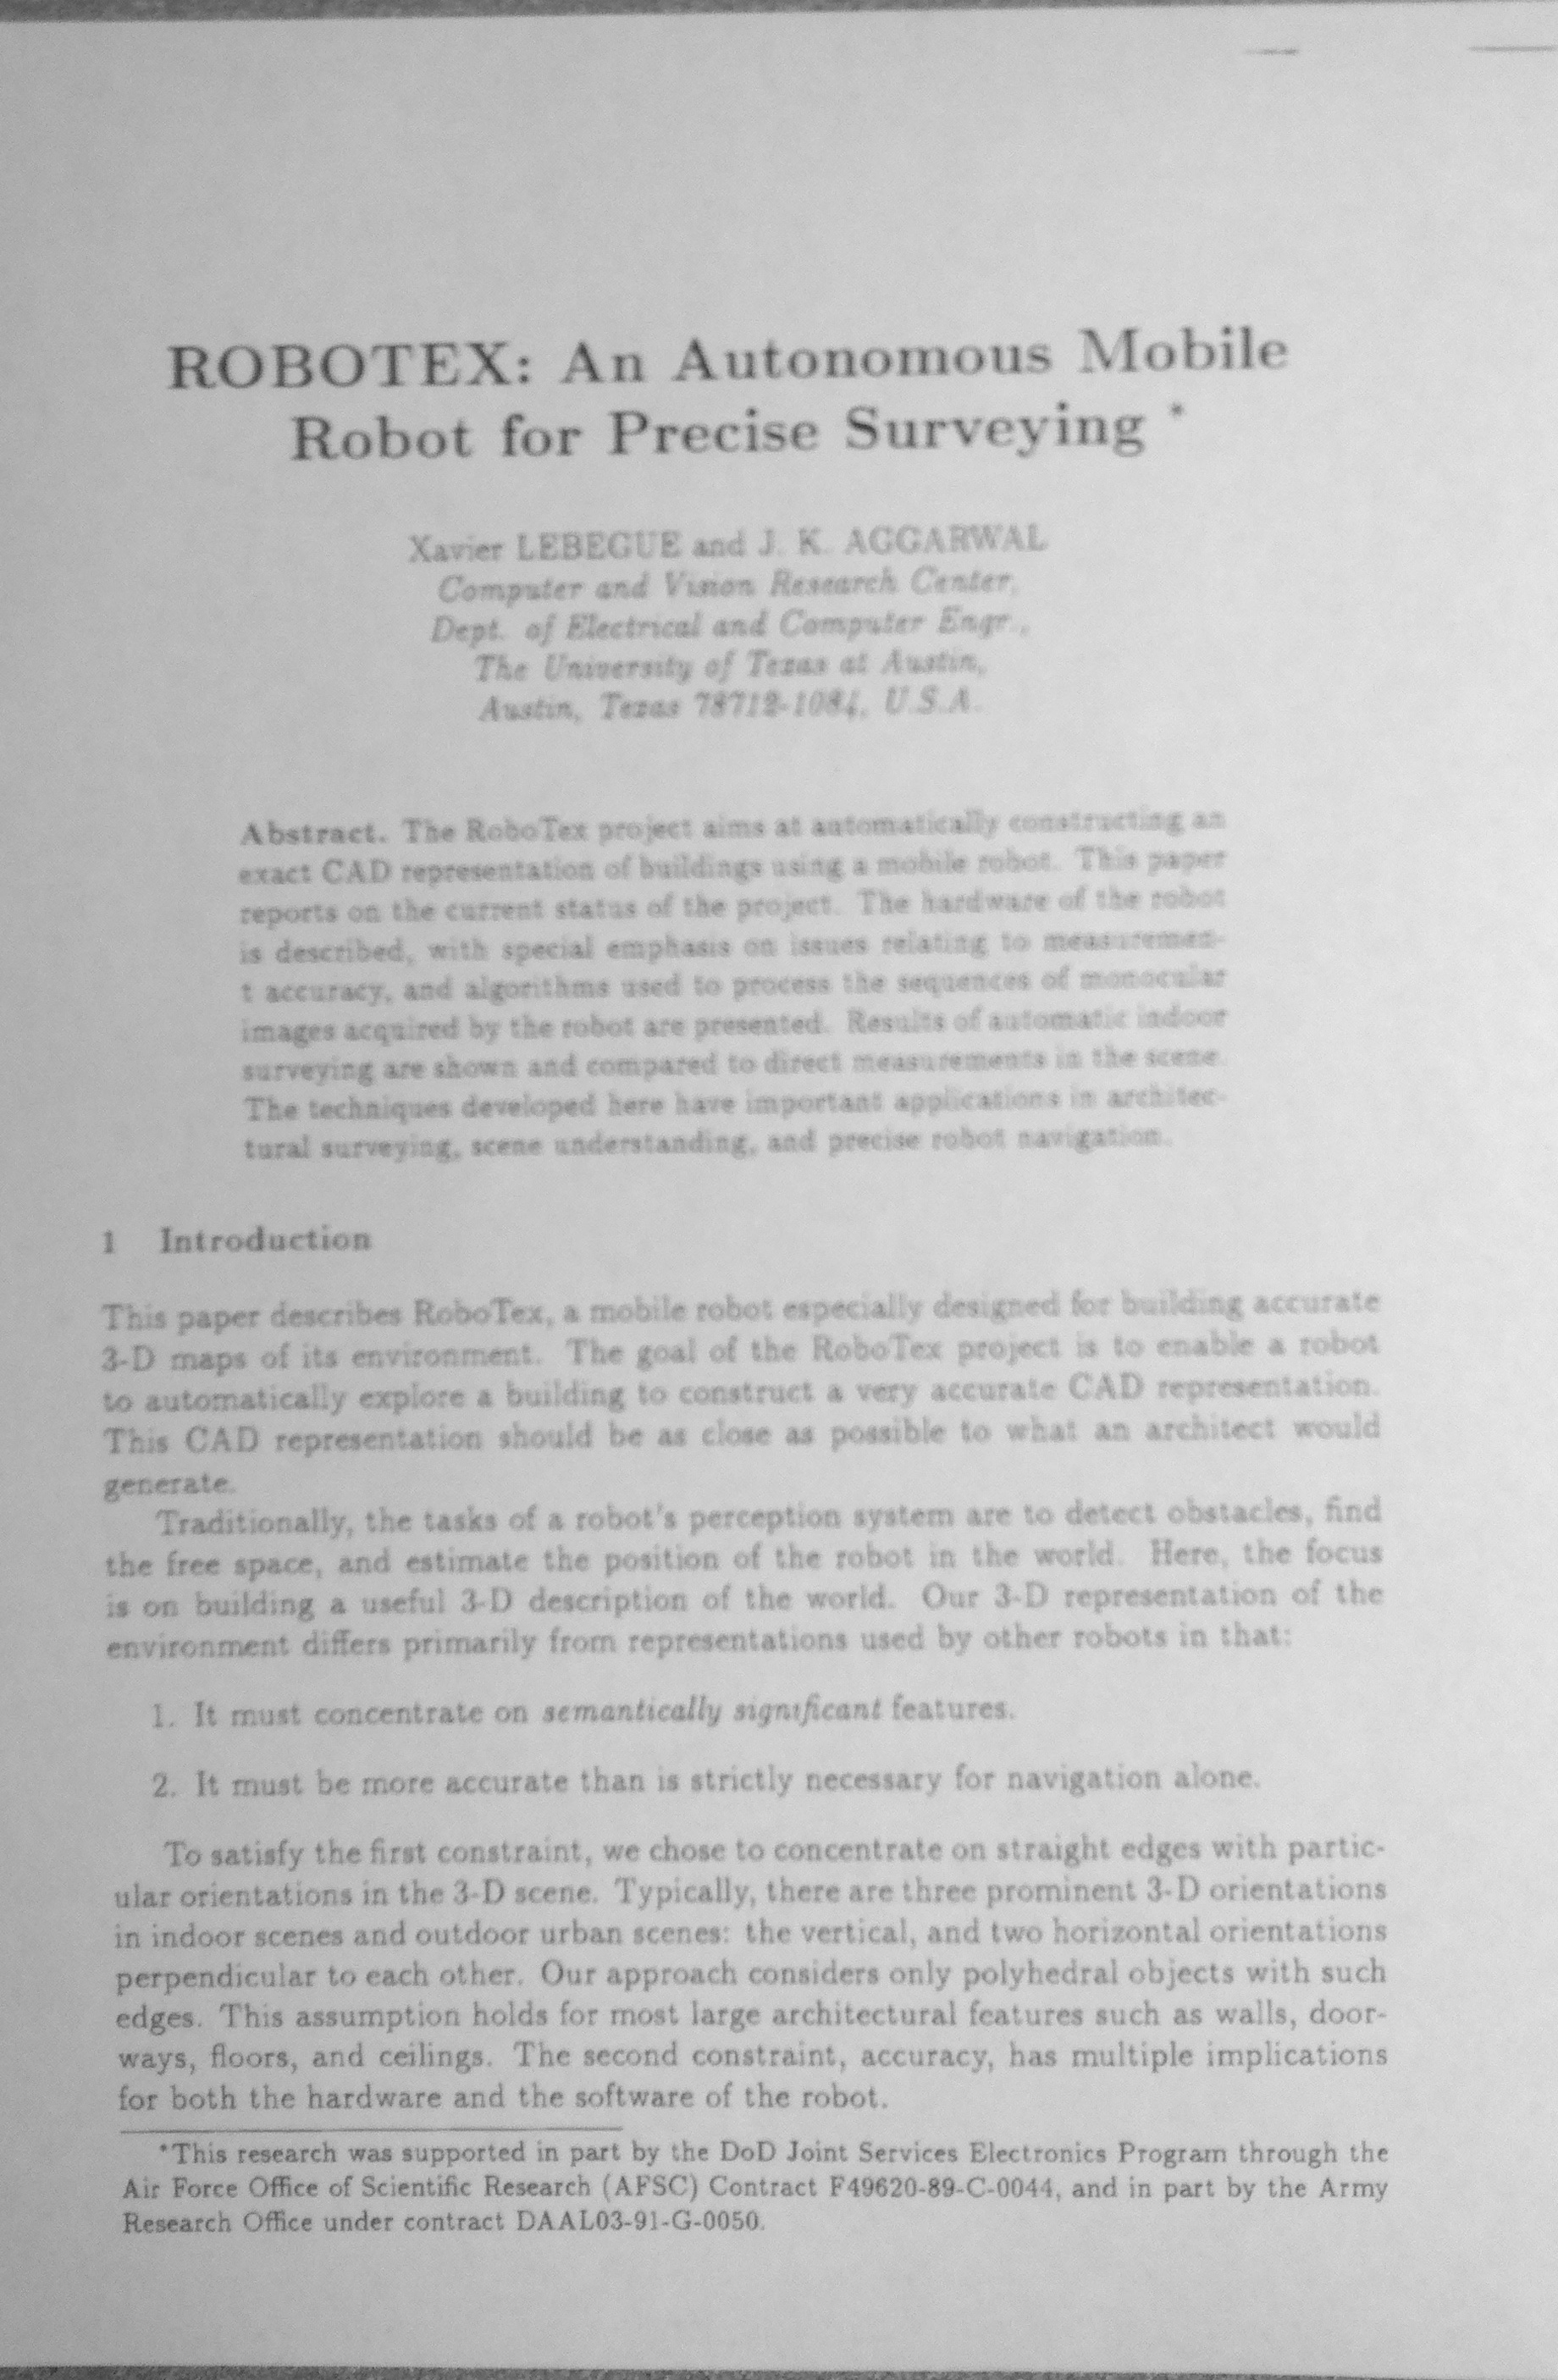 ROBOTEX: An Autonomous Mobile
Robot for Precise Surveying *
Xavier LEBEGUE and J. K. AGGARWAL
Computer and Vision Research Center,
Dept. of Electrical and Computer Engr.,
The University of Texas at Austin,
Austin, Texas 78712-1084, U.S.A.
Abstract. The RoboTex project aims at automatically constructing an
exact CAD representation of buildings using a mobile robot. This paper
reports on the current status of the project. The hardware of the robot
is described, with special emphasis on issues relating to measuremen-
t accuracy, and algorithms used to process the sequences of monocular
images acquired by the robot are presented. Results of automatic indoor
surveying are shown and compared to direct measurements in the scene.
The techniques developed here have important applications in architec-
tural surveying, scene understanding, and precise robot navigation.
1 Introduction
This paper describes RoboTex, a mobile robot especially designed for building accurate
3-D maps of its environment. The goal of the RoboTex project is to enable a robot
to automatically explore a building to construct a very accurate CAD representation.
This CAD representation should be as close as possible to what an architect would
generate.
Traditionally, the tasks of a robot's perception system are to detect obstacles, find
the free space, and estimate the position of the robot in the world. Here, the focus
is on building a useful 3-D description of the world. Our 3-D representation of the
environment differs primarily from representations used by other robots in that:
1. It must concentrate on semantically significant features.
2. It must be more accurate than is strictly necessary for navigation alone.
To satisfy the first constraint, we chose to concentrate on straight edges with partic-
ular orientations in the 3-D scene. Typically, there are three prominent 3-D orientations
in indoor scenes and outdoor urban scenes: the vertical, and two horizontal orientations
perpendicular to each other. Our approach considers only polyhedral objects with such
edges. This assumption holds for most large architectural features such as walls, door-
ways, floors, and ceilings. The second constraint, accuracy, has multiple implications
for both the hardware and the software of the robot.
*This research was supported in part by the DoD Joint Services Electronics Program through the
Air Force Office of Scientific Research (AFSC) Contract F49620-89-C-0044, and in part by the Army
Research Office under contract DAAL03-91-G-0050.